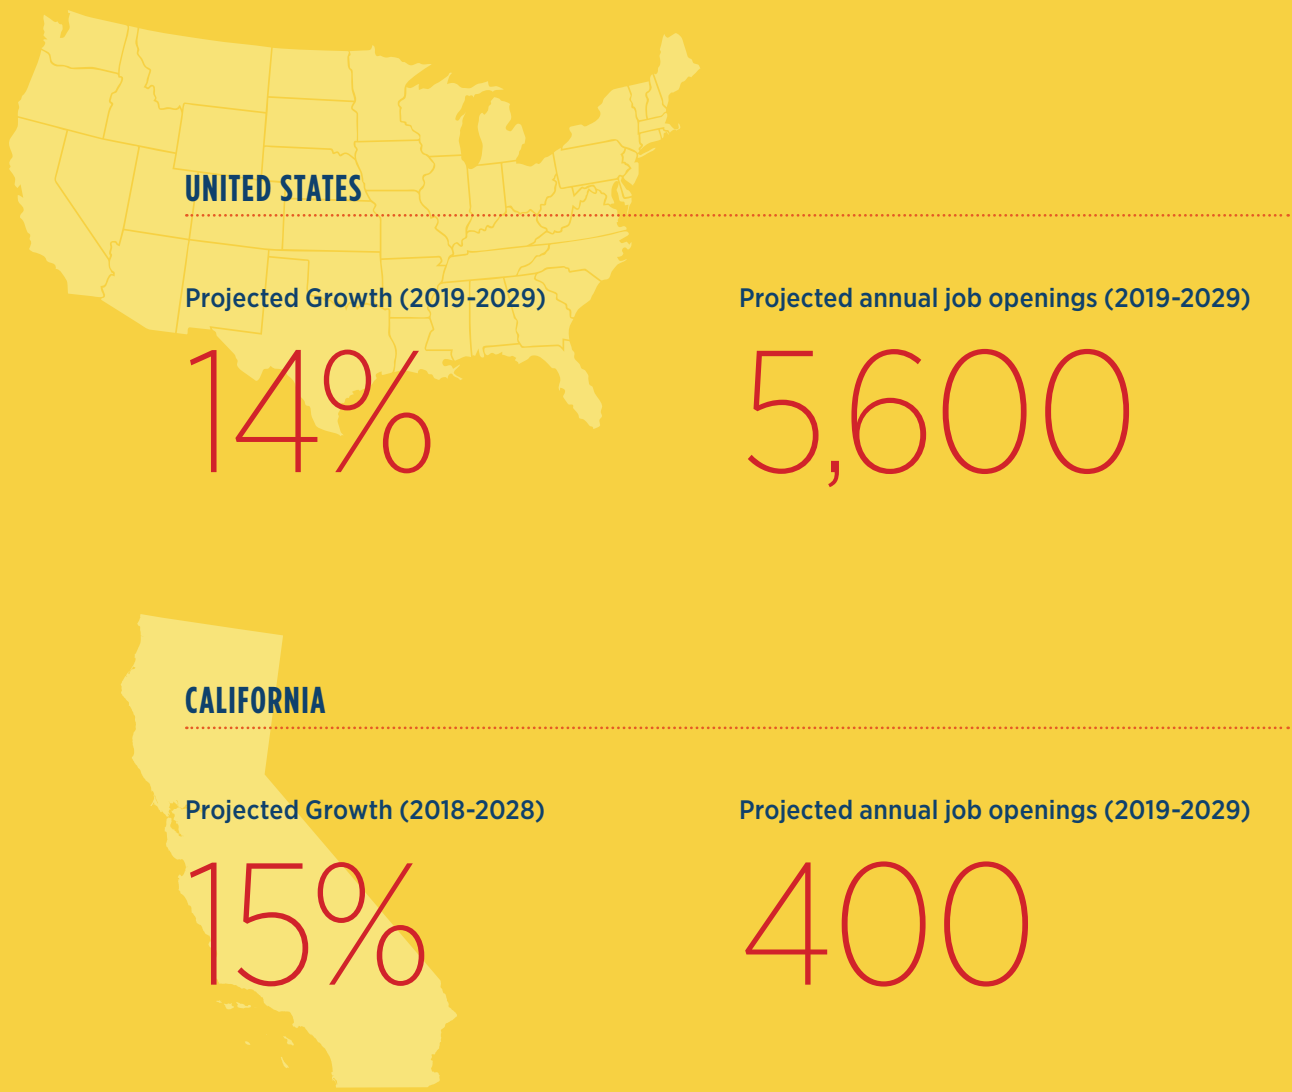 UNITED STATES
Projected Growth (2019-2029)
14%
Projected annual job openings (2019-2029)
5,600
CALIFORNIA
Projected Growth (2018-2028)
15%
Projected annual job openings (2019-2029)
400